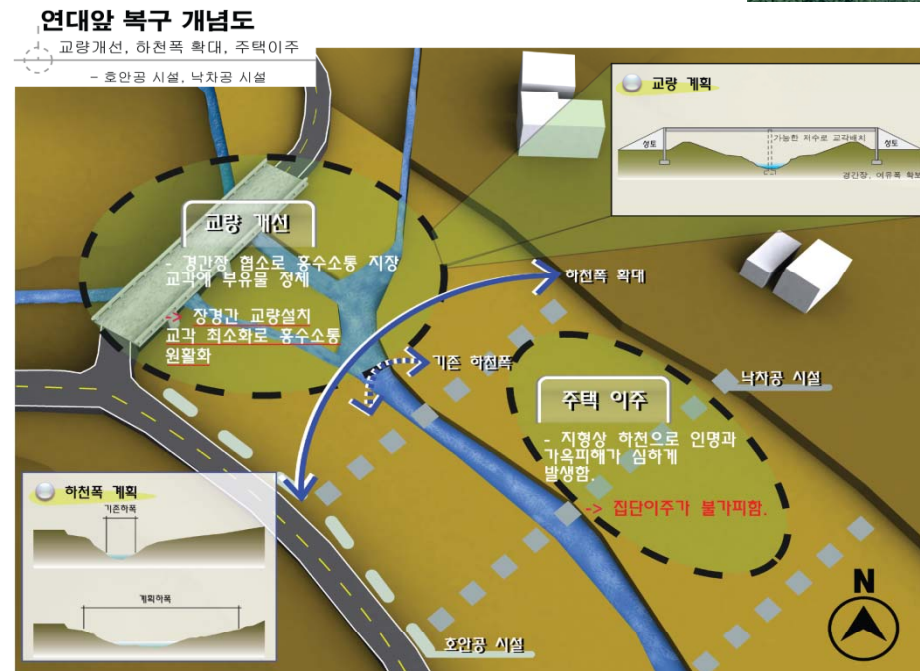 연대앞 복구 개념도
교량개선, 하천폭 확대, 주택이주
- 호안공 시설, 낙차공 시설
교량 계획
가능한 저수로 교각배치
성토
성토
경간장, 여유폭 확보
교량 개선
- 경간장 협소로 홍수소통 지장
교각에 부유물 정체
-> 장경간 교량설치
교각 최소화로 홍수소통
원활화
하천폭 확대
기존 하천폭
낙차공 시설
주택 이주
- 지형상 하천으로 인명과
가옥피해가 심하게
발생함.
-> 집단이주가 불가피함.
하천폭 계획
기존하폭
계획하폭
호안공 시설
N